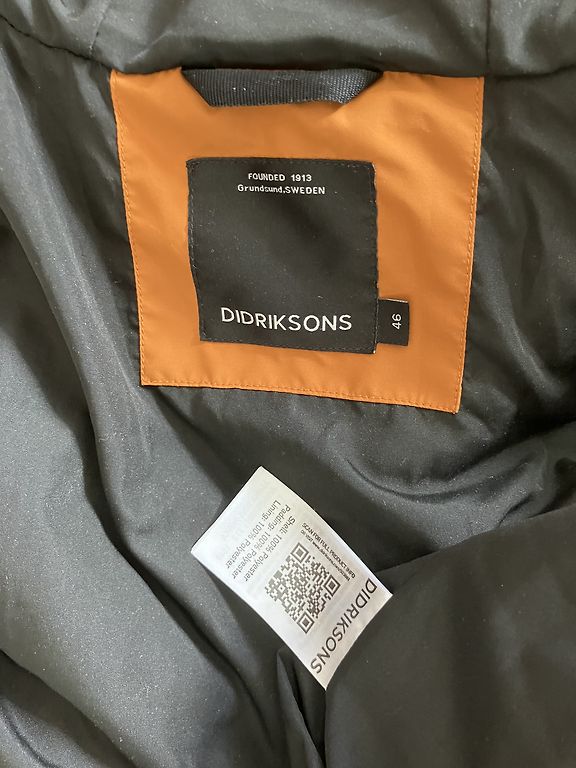 FOUNDED 1913
Grundsund,SWEDEN
DIDRIKSONS
46
DIDRIKSONS
SCAN FOR FULL PRODUCT INFO
Shell: 100% Polyester
Padding: 100% Polyester
Lining: 100% Polyester